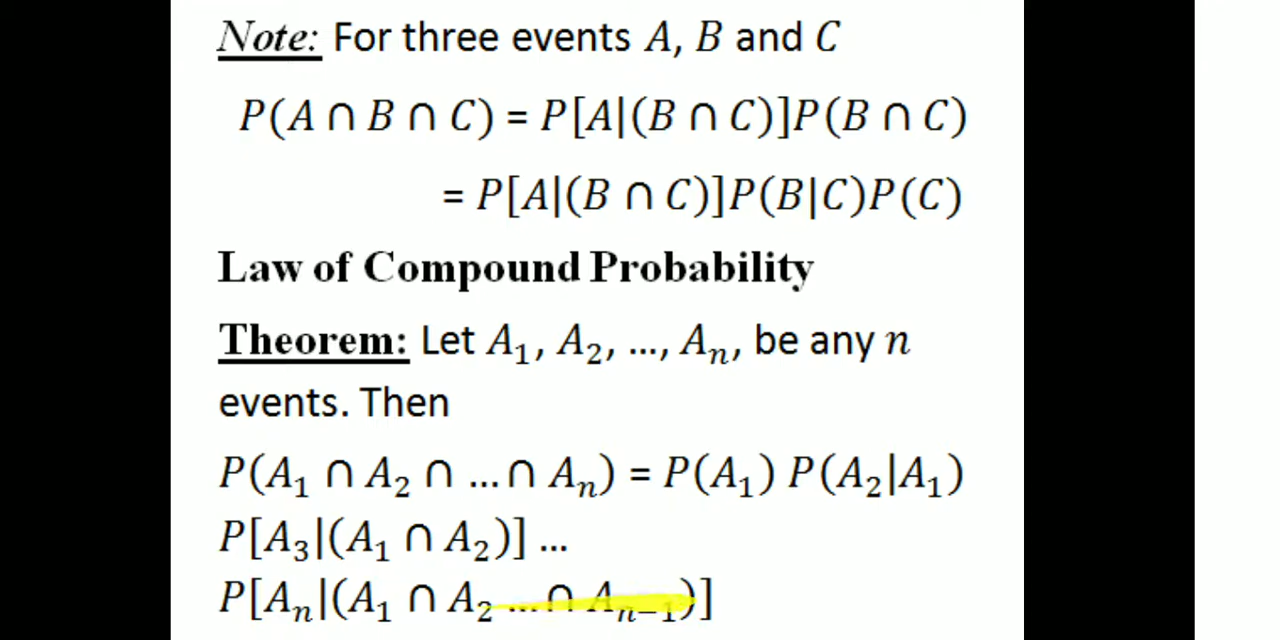 Note: For three events A, B and C
P(A ∩ B ∩ C) = P[A|(B ∩ C)]P(B ∩ C)
= P[A|(B ∩ C)]P(B|C)P(C)
Law of Compound Probability
Theorem: Let A₁, A₂, ..., Aₙ, be any n
events. Then
P(A₁ ∩ A₂ ∩ ...∩ Aₙ) = P(A₁) P(A₂|A₁)
P[A₃|(A₁ ∩ A₂)] ...
P[Aₙ|(A₁ ∩ A₂ ...∩ Aₙ₋₁)]